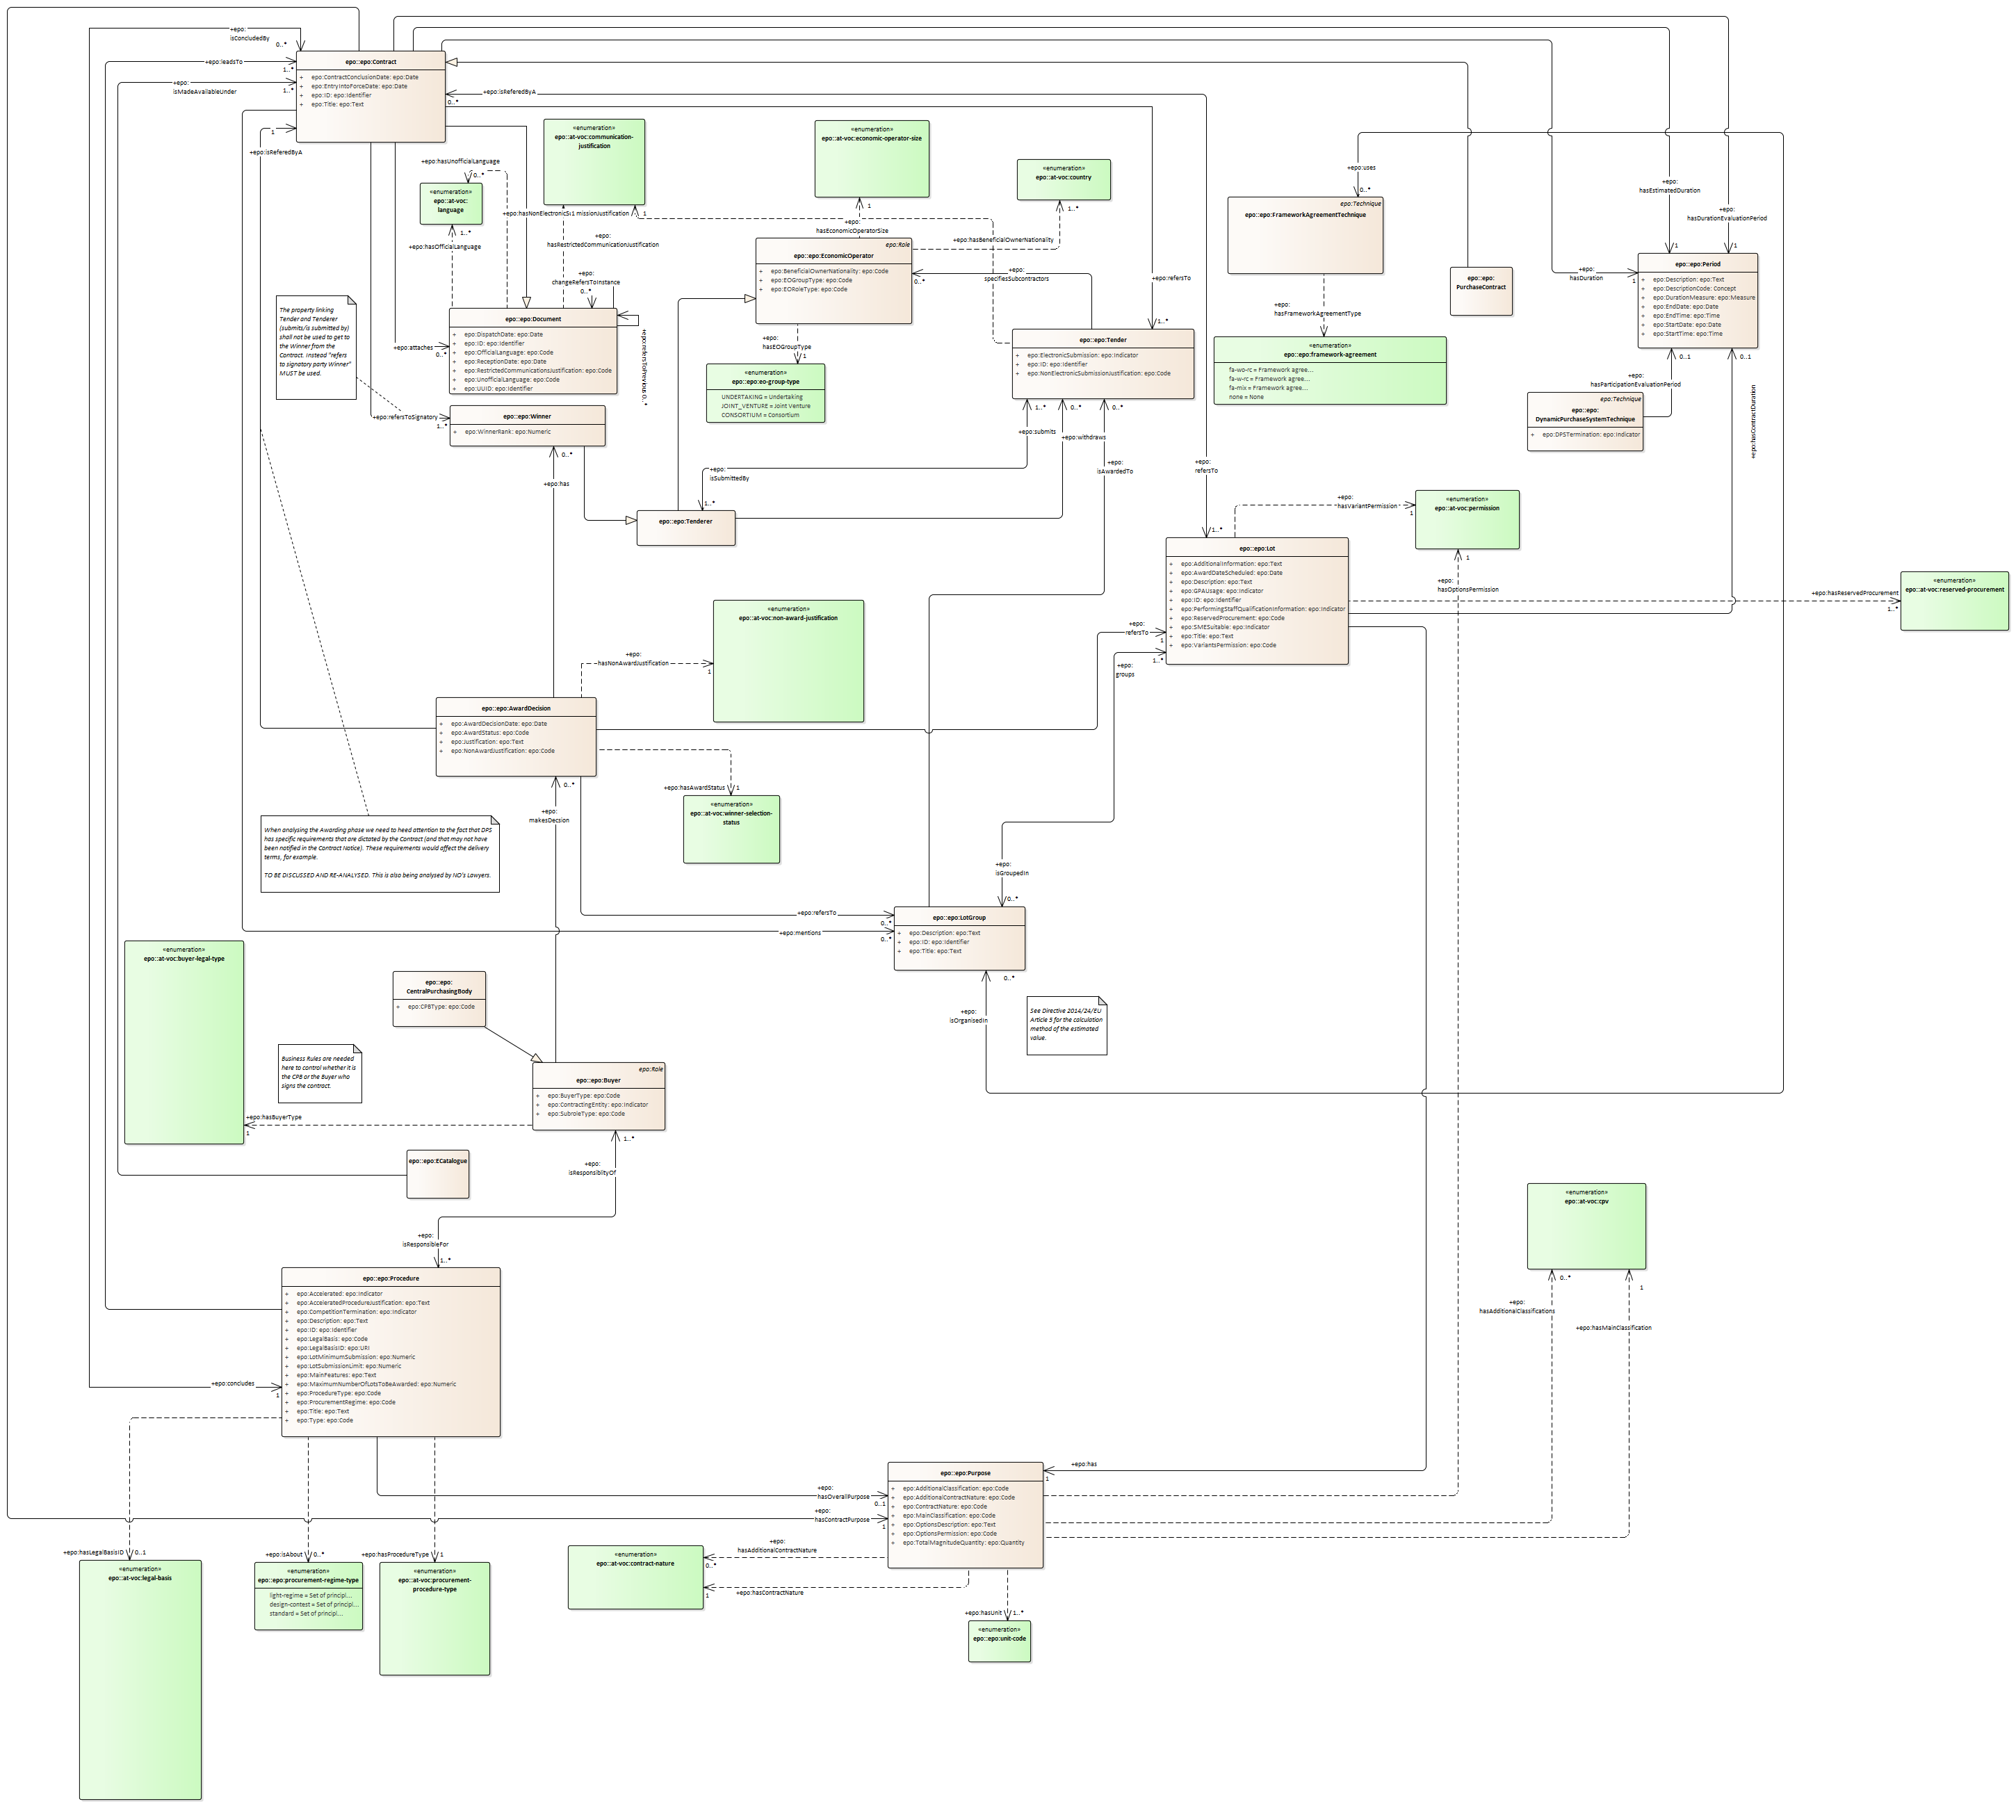 +epo:
isConcludedBy
0..*
+epo:leadsTo
1..*
+epo:
isMadeAvailableUnder
1..*
1
+epo:isReferedByA
epo::epo:Contract
+ epo:ContractConclusionDate: epo:Date
+ epo:EntryIntoForceDate: epo:Date
+ epo:ID: epo:Identifier
+ epo:Title: epo:Text
+epo:isReferedByA
0..*
«enumeration»
epo::at-voc:communication-
justification
«enumeration»
epo::at-voc:economic-operator-size
«enumeration»
epo::at-voc:country
1..*
+epo:hasUnofficialLanguage
0..*
«enumeration»
epo::at-voc:
language
1..*
+epo:hasOfficialLanguage
+epo:hasNonElectronicSu
1
missionJustification
1
+epo:
hasRestrictedCommunicationJustification
+epo:
changeRefersToInstance
0..*
1
+epo:
hasEconomicOperatorSize
+epo:hasBeneficialOwnerNationality
epo:Role
epo::epo:EconomicOperator
+ epo:BeneficialOwnerNationality: epo:Code
+ epo:EOGroupType: epo:Code
+ epo:EORoleType: epo:Code
+epo:
specifiesSubcontractors
0..*
+epo:refersTo
1..*
+epo:uses
0..*
epo:Technique
epo::epo:FrameworkAgreementTechnique
+epo:
hasFrameworkAgreementType
«enumeration»
epo::epo:framework-agreement
fa-wo-rc = Framework agree...
fa-w-rc = Framework agree...
fa-mix = Framework agree...
none = None
epo::epo:
PurchaseContract
+epo:
hasEstimatedDuration
1
+epo:
hasDurationEvaluationPeriod
1
+epo:
hasDuration
1
epo::epo:Period
+ epo:Description: epo:Text
+ epo:DescriptionCode: Concept
+ epo:DurationMeasure: epo:Measure
+ epo:EndDate: epo:Date
+ epo:EndTime: epo:Time
+ epo:StartDate: epo:Date
+ epo:StartTime: epo:Time
0..1
0..1
+epo:
hasParticipationEvaluationPeriod
+epo:hasContractDuration
epo:Technique
epo::epo:
DynamicPurchaseSystemTechnique
+ epo:DPSTermination: epo:Indicator
The property linking
Tender and Tenderer
(submits/is submitted by)
shall not be used to get to
the Winner from the
Contract. Instead "refers
to signatory party Winner"
MUST be used.
epo::epo:Document
+ epo:DispatchDate: epo:Date
+ epo:ID: epo:Identifier
+ epo:OfficialLanguage: epo:Code
+ epo:ReceptionDate: epo:Date
+ epo:RestrictedCommunicationsJustification: epo:Code
+ epo:UnofficialLanguage: epo:Code
+ epo:UUID: epo:Identifier
+epo:refersToPrevious
0..*
+epo:attaches
0..*
+epo:
hasEOGroupType
1
«enumeration»
epo::epo:eo-group-type
UNDERTAKING = Undertaking
JOINT_VENTURE = Joint Venture
CONSORTIUM = Consortium
epo::epo:Tender
+ epo:ElectronicSubmission: epo:Indicator
+ epo:ID: epo:Identifier
+ epo:NonElectronicSubmissionJustification: epo:Code
+epo:refersToSignatory
1..*
epo::epo:Winner
+ epo:WinnerRank: epo:Numeric
0..*
+epo:has
1..*
+epo:submits
0..*
+epo:withdraws
0..*
+epo:
isAwardedTo
+epo:
isSubmittedBy
1..*
epo::epo:Tenderer
+epo:
refersTo
1..*
+epo:
hasVariantPermission
1
«enumeration»
epo::at-voc:permission
1
+epo:
hasOptionsPermission
epo::epo:Lot
+ epo:AdditionalInformation: epo:Text
+ epo:AwardDateScheduled: epo:Date
+ epo:Description: epo:Text
+ epo:GPAUsage: epo:Indicator
+ epo:ID: epo:Identifier
+ epo:PerformingStaffQualificationInformation: epo:Indicator
+ epo:ReservedProcurement: epo:Code
+ epo:SMESuitable: epo:Indicator
+ epo:Title: epo:Text
+ epo:VariantsPermission: epo:Code
+epo:hasReservedProcurement
1..*
«enumeration»
epo::at-voc:reserved-procurement
+epo:
refersTo
1
1..*
+epo:
groups
«enumeration»
epo::at-voc:non-award-justification
+epo:
hasNonAwardJustification
1
epo::epo:AwardDecision
+ epo:AwardDecisionDate: epo:Date
+ epo:AwardStatus: epo:Code
+ epo:Justification: epo:Text
+ epo:NonAwardJustification: epo:Code
0..*
+epo:
makesDecsion
+epo:hasAwardStatus
1
«enumeration»
epo::at-voc:winner-selection-
status
When analysing the Awarding phase we need to heed attention to the fact that DPS
has specific requirements that are dictated by the Contract (and that may not have
been notified in the Contract Notice). These requirements would affect the delivery
terms, for example.
TO BE DISCUSSED AND RE-ANALYSED. This is also being analysed by NO's Lawyers.
+epo:
isGroupedIn
0..*
+epo:refersTo
0..*
+epo:mentions
0..*
epo::epo:LotGroup
+ epo:Description: epo:Text
+ epo:ID: epo:Identifier
+ epo:Title: epo:Text
0..*
+epo:
isOrganisedIn
See Directive 2014/24/EU
Article 5 for the calculation
method of the estimated
value.
«enumeration»
epo::at-voc:buyer-legal-type
epo::epo:
CentralPurchasingBody
+ epo:CPBType: epo:Code
Business Rules are needed
here to control whether it is
the CPB or the Buyer who
signs the contract.
epo:Role
epo::epo:Buyer
+ epo:BuyerType: epo:Code
+ epo:ContractingEntity: epo:Indicator
+ epo:SubroleType: epo:Code
+epo:hasBuyerType
1
1..*
+epo:
isResponsiblityOf
epo::epo:ECatalogue
+epo:
isResponsibleFor
1..*
epo::epo:Procedure
+ epo:Accelerated: epo:Indicator
+ epo:AcceleratedProcedureJustification: epo:Text
+ epo:CompetitionTermination: epo:Indicator
+ epo:Description: epo:Text
+ epo:ID: epo:Identifier
+ epo:LegalBasis: epo:Code
+ epo:LegalBasisID: epo:URI
+ epo:LotMinimumSubmission: epo:Numeric
+ epo:LotSubmissionLimit: epo:Numeric
+ epo:MainFeatures: epo:Text
+ epo:MaximumNumberOfLotsToBeAwarded: epo:Numeric
+ epo:ProcedureType: epo:Code
+ epo:ProcurementRegime: epo:Code
+ epo:Title: epo:Text
+ epo:Type: epo:Code
+epo:concludes
1
«enumeration»
epo::at-voc:cpv
0..*
1
+epo:
hasAdditionalClassifications
+epo:hasMainClassification
+epo:has
1
epo::epo:Purpose
+ epo:AdditionalClassification: epo:Code
+ epo:AdditionalContractNature: epo:Code
+ epo:ContractNature: epo:Code
+ epo:MainClassification: epo:Code
+ epo:OptionsDescription: epo:Text
+ epo:OptionsPermission: epo:Code
+ epo:TotalMagnitudeQuantity: epo:Quantity
+epo:
hasOverallPurpose
0..1
+epo:
hasContractPurpose
1
+epo:
hasAdditionalContractNature
0..*
+epo:hasContractNature
1
«enumeration»
epo::at-voc:contract-nature
+epo:hasUnit
1..*
«enumeration»
epo::epo:unit-code
+epo:hasLegalBasisID
0..1
«enumeration»
epo::at-voc:legal-basis
+epo:isAbout
0..*
«enumeration»
epo::epo:procurement-regime-type
light-regime = Set of principl...
design-contest = Set of principl...
standard = Set of principl...
+epo:hasProcedureType
1
«enumeration»
epo::at-voc:procurement-
procedure-type